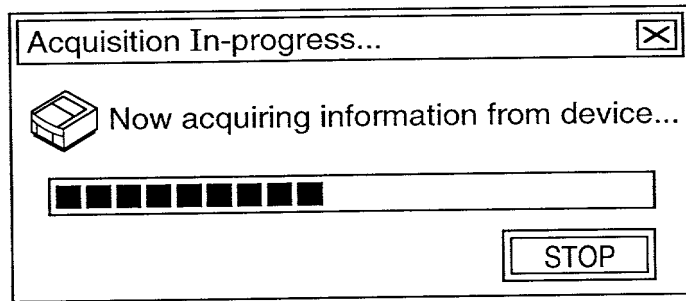 Acquisition In-progress...
Now acquiring information from device...
STOP